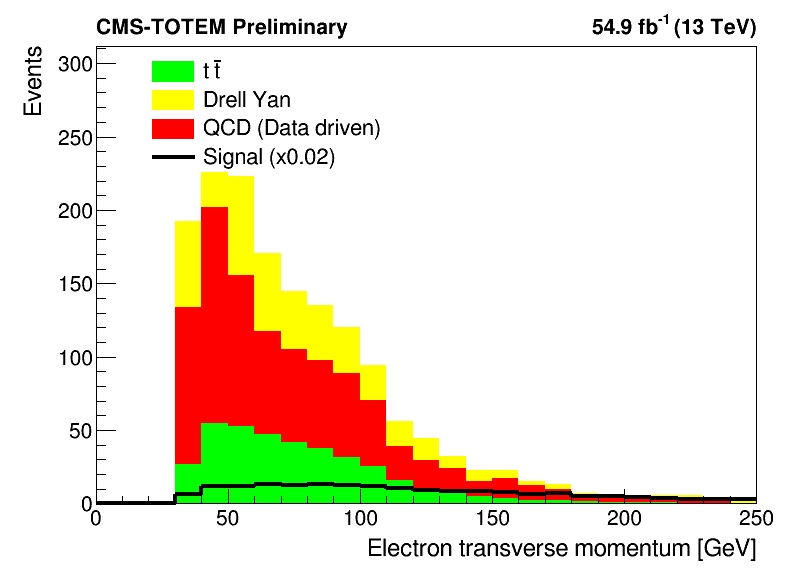 CMS-TOTEM Preliminary 54.9 fb⁻¹ (13 TeV)
Events
300
250
200
150
100
50
0
t t̄
Drell Yan
QCD (Data driven)
Signal (x0.02)
0 50 100 150 200 250
Electron transverse momentum [GeV]